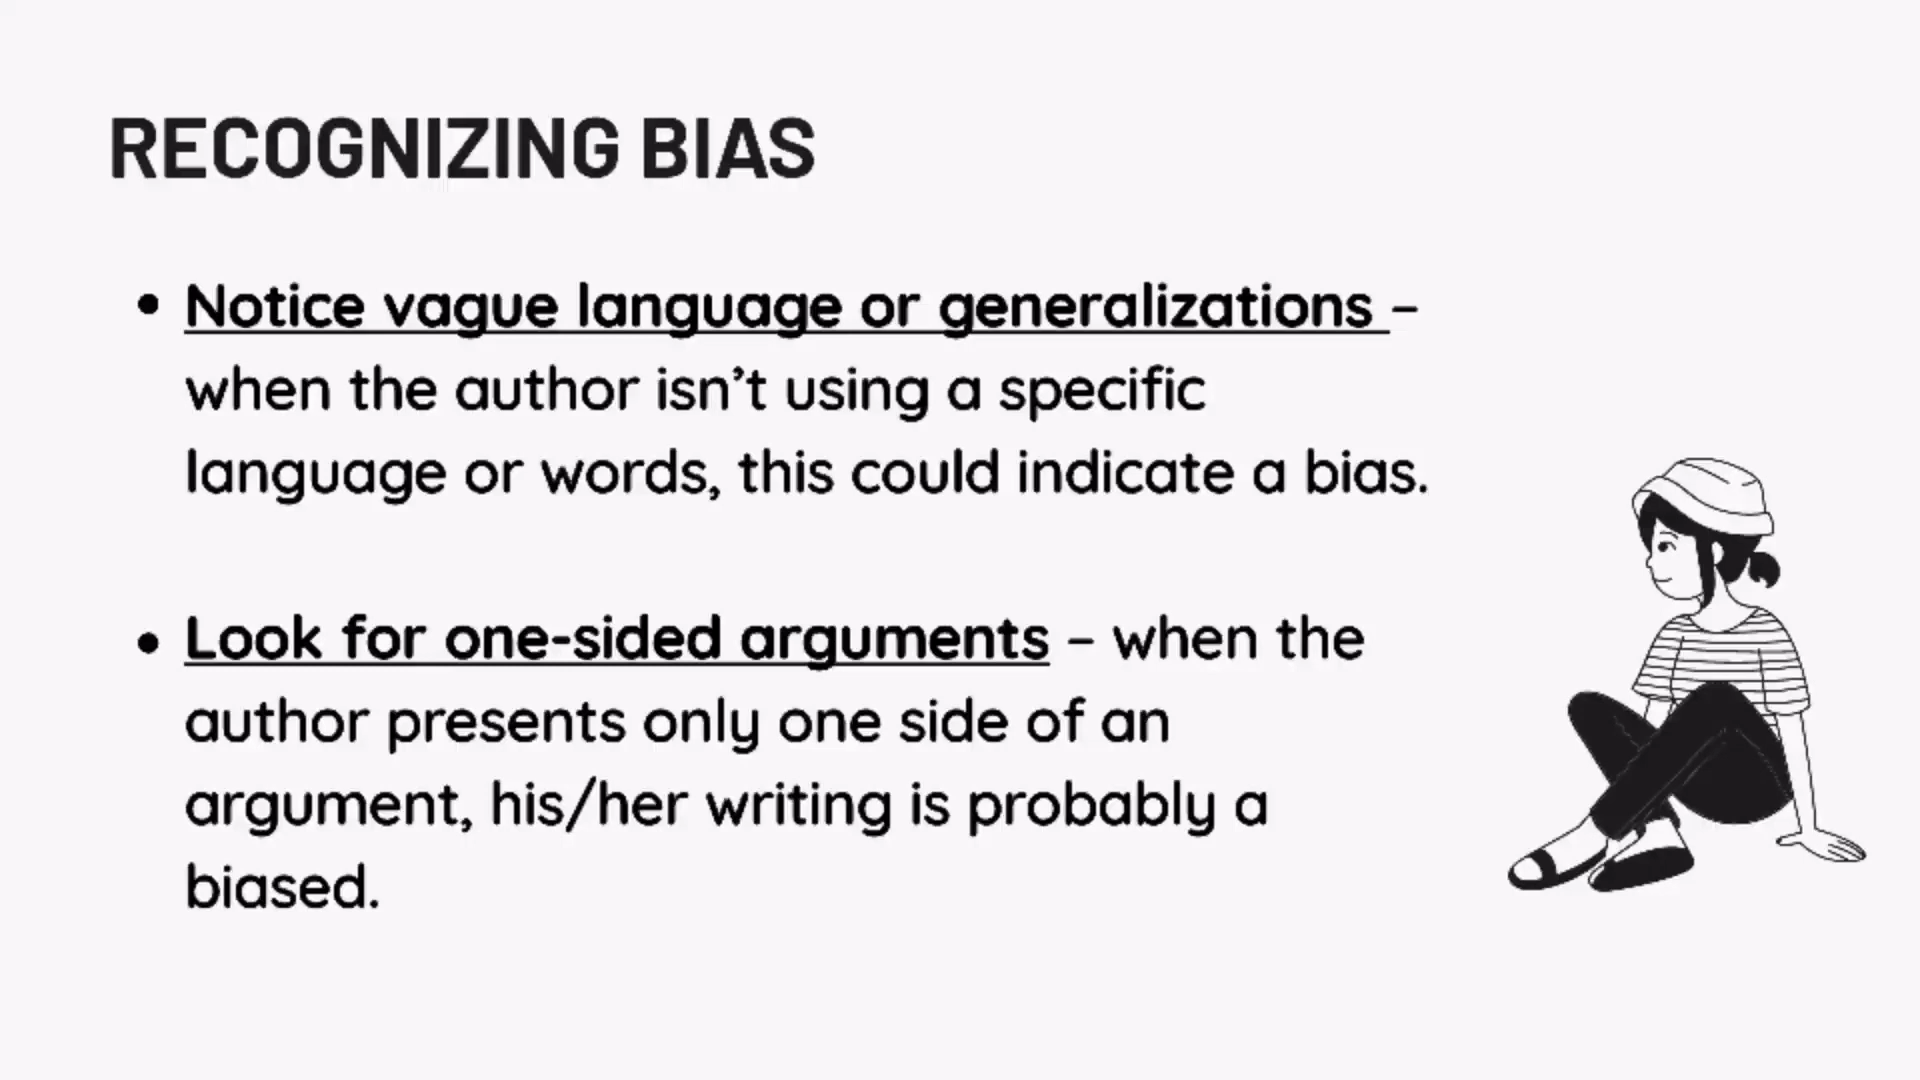 RECOGNIZING BIAS
• Notice vague language or generalizations –
when the author isn’t using a specific
language or words, this could indicate a bias.
• Look for one-sided arguments – when the
author presents only one side of an
argument, his/her writing is probably a
biased.